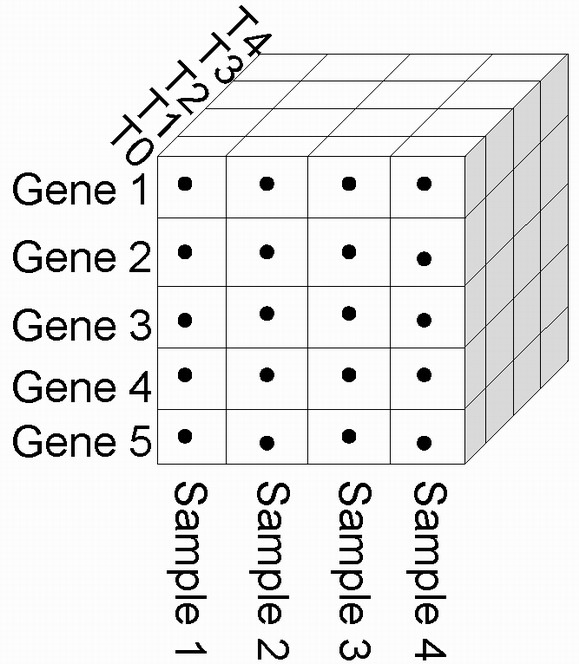 T4
T3
T2
T1
T0
Gene 1
Gene 2
Gene 3
Gene 4
Gene 5
Sample 1
Sample 2
Sample 3
Sample 4